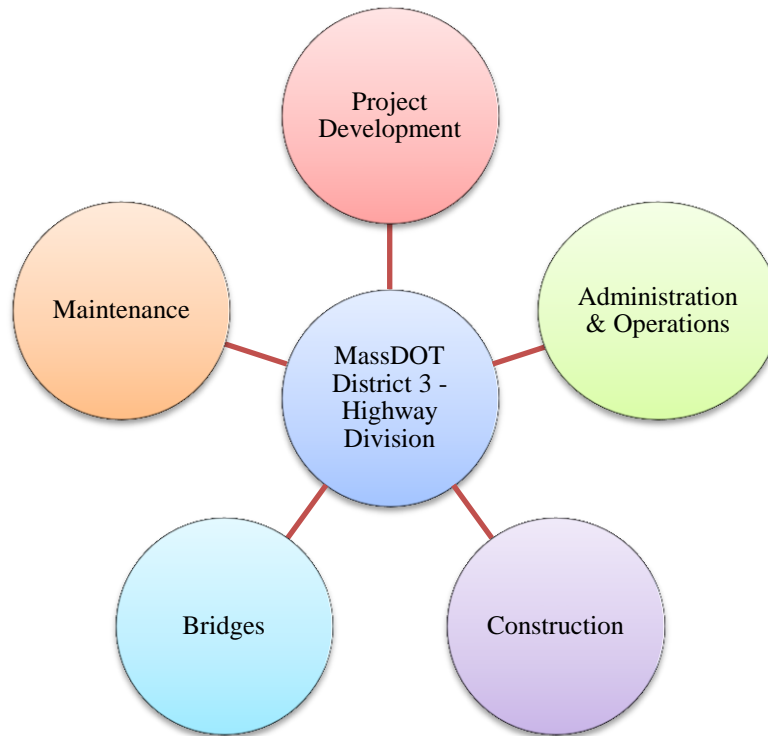 Project
Development
Maintenance
Administration
& Operations
MassDOT
District 3 -
Highway
Division
Bridges
Construction